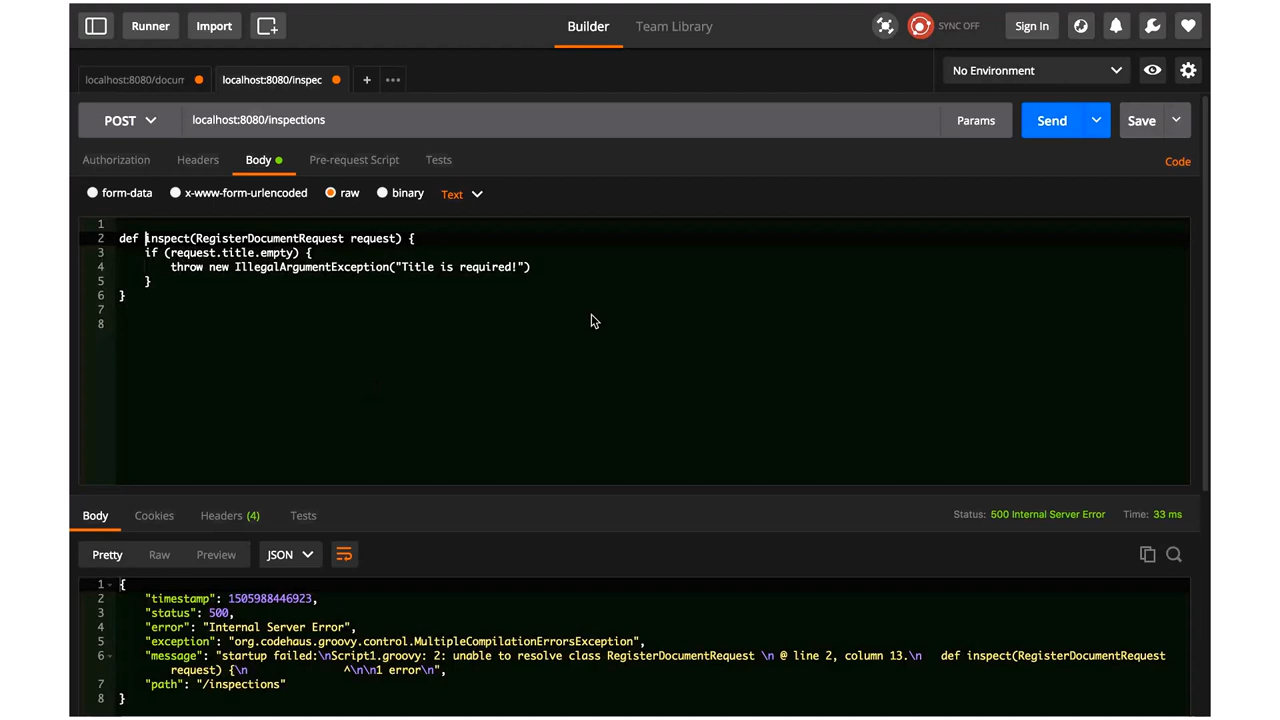 Runner Import Builder Team Library SYNC OFF Sign In
localhost:8080/docum localhost:8080/inspec + ••• No Environment
POST localhost:8080/inspections Params Send Save
Authorization Headers Body Pre-request Script Tests Code
form-data x-www-form-urlencoded raw binary Text
1
2 def inspect(RegisterDocumentRequest request) {
3 if (request.title.empty) {
4 throw new IllegalArgumentException("Title is required!")
5 }
6 }
7
8
Body Cookies Headers (4) Tests Status: 500 Internal Server Error Time: 33 ms
Pretty Raw Preview JSON
1 {
2 "timestamp": 1505988446923,
3 "status": 500,
4 "error": "Internal Server Error",
5 "exception": "org.codehaus.groovy.control.MultipleCompilationErrorsException",
6 "message": "startup failed:\nScript1.groovy: 2: unable to resolve class RegisterDocumentRequest \n @ line 2, column 13.\n def inspect(RegisterDocumentRequest
request) {\n ^\n\n1 error\n",
7 "path": "/inspections"
8 }